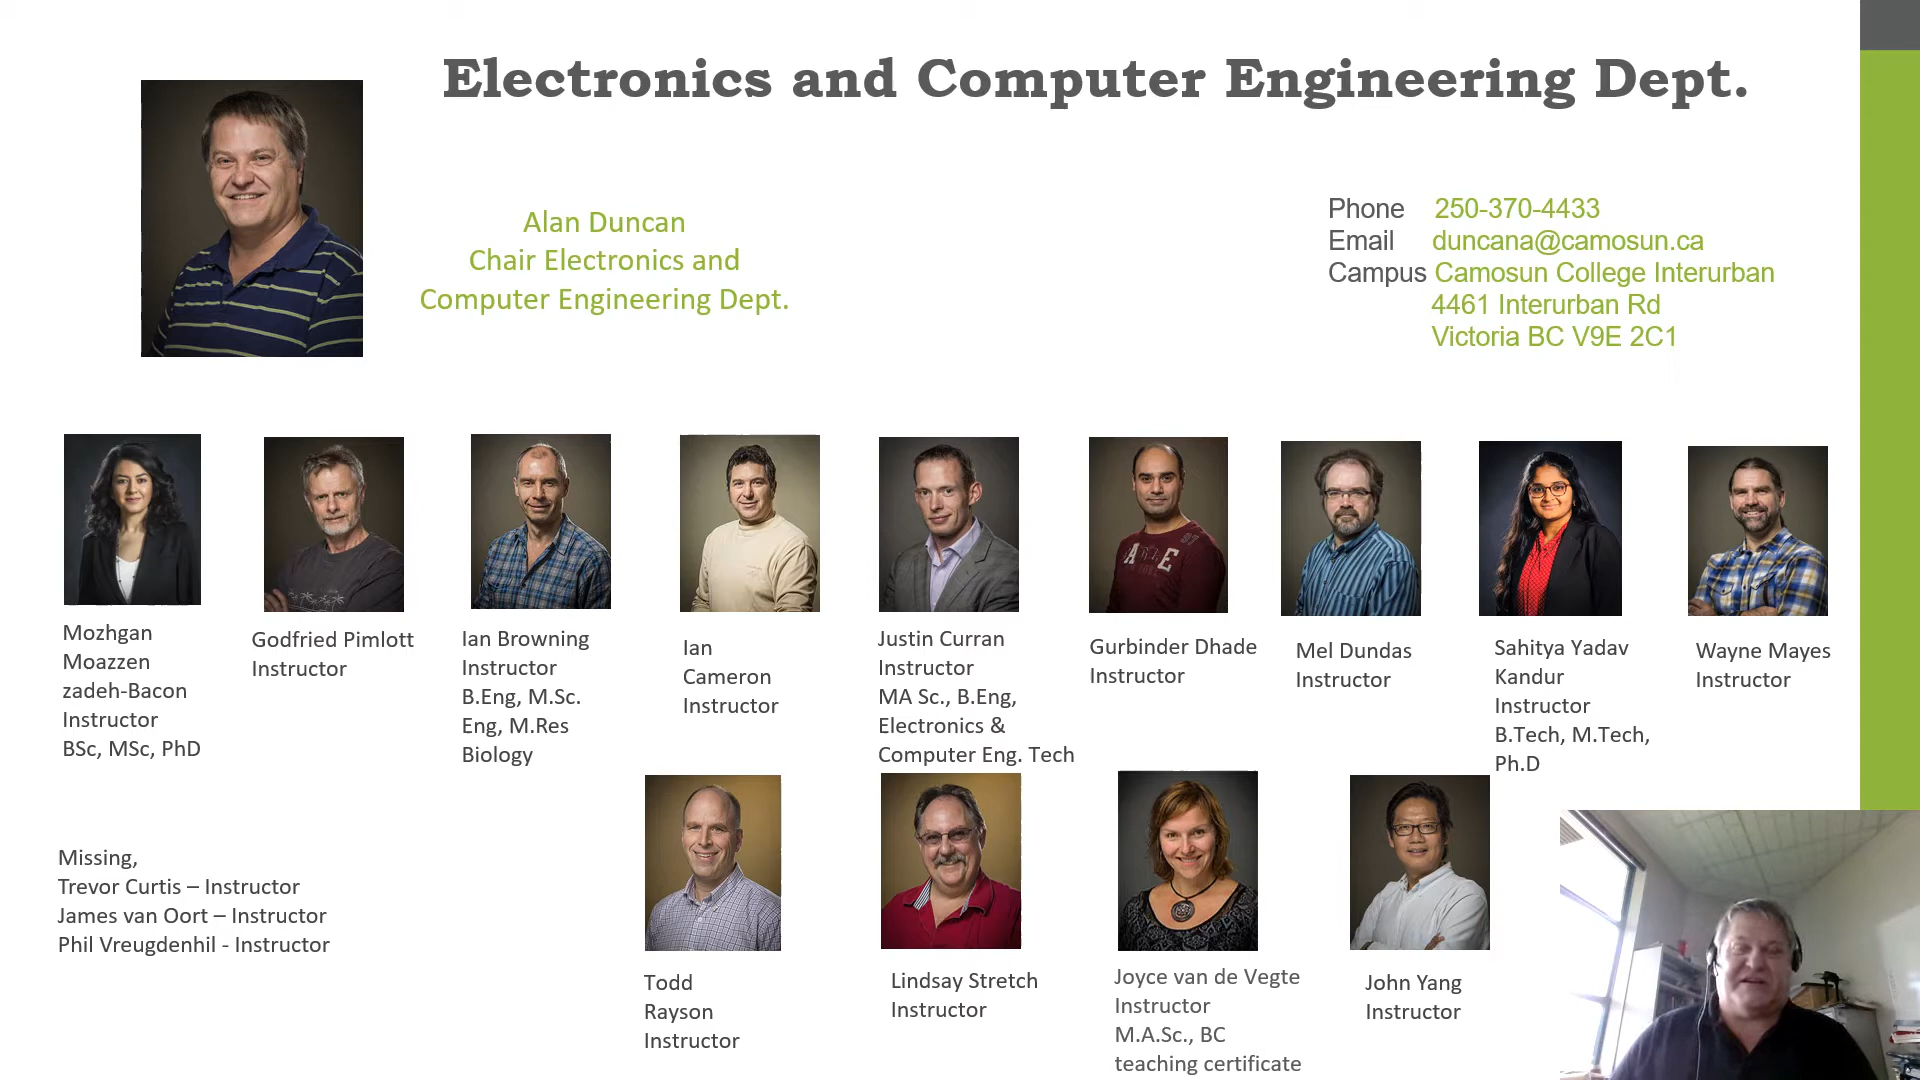 Electronics and Computer Engineering Dept.
Alan Duncan
Chair Electronics and
Computer Engineering Dept.
Phone 250-370-4433
Email duncana@camosun.ca
Campus Camosun College Interurban
4461 Interurban Rd
Victoria BC V9E 2C1
Mozhgan
Moazzen
zadeh-Bacon
Instructor
BSc, MSc, PhD
Godfried Pimlott
Instructor
Ian Browning
Instructor
B.Eng, M.Sc.
Eng, M.Res
Biology
Ian
Cameron
Instructor
Justin Curran
Instructor
MA Sc., B.Eng,
Electronics &
Computer Eng. Tech
Gurbinder Dhade
Instructor
Mel Dundas
Instructor
Sahitya Yadav
Kandur
Instructor
B.Tech, M.Tech,
Ph.D
Wayne Mayes
Instructor
Missing,
Trevor Curtis – Instructor
James van Oort – Instructor
Phil Vreugdenhil - Instructor
Todd
Rayson
Instructor
Lindsay Stretch
Instructor
Joyce van de Vegte
Instructor
M.A.Sc., BC
teaching certificate
John Yang
Instructor